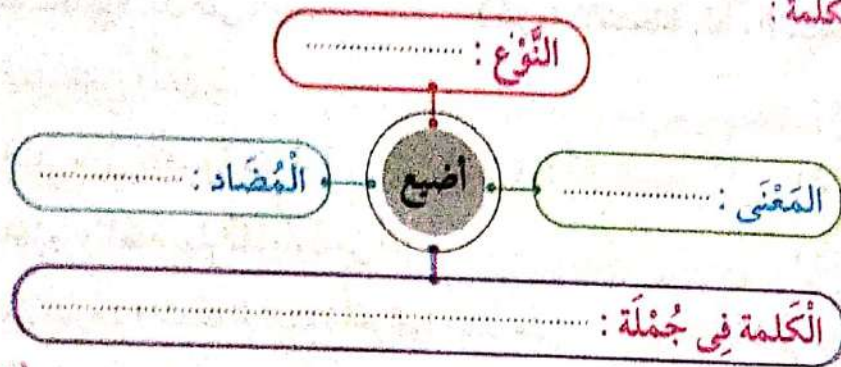 كلمة :
النَّوْع : ....................
أضيع
المَعْنَى : ....................
الْمُضَاد : ....................
الْكَلمة فِي جُمْلَة : ....................